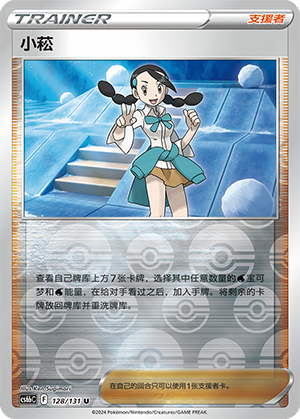 TRAINER
支援者
小菘
查看自己牌库上方7张卡牌，选择其中任意数量的宝可
梦和能量，在给对手看过之后，加入手牌。将剩余的卡
牌放回牌库并重洗牌库。
Illus. Ken Sugimori
在自己的回合只可以使用1张支援者卡。
CS6bC G 128/131 U
©2024 Pokémon/Nintendo/Creatures/GAME FREAK.